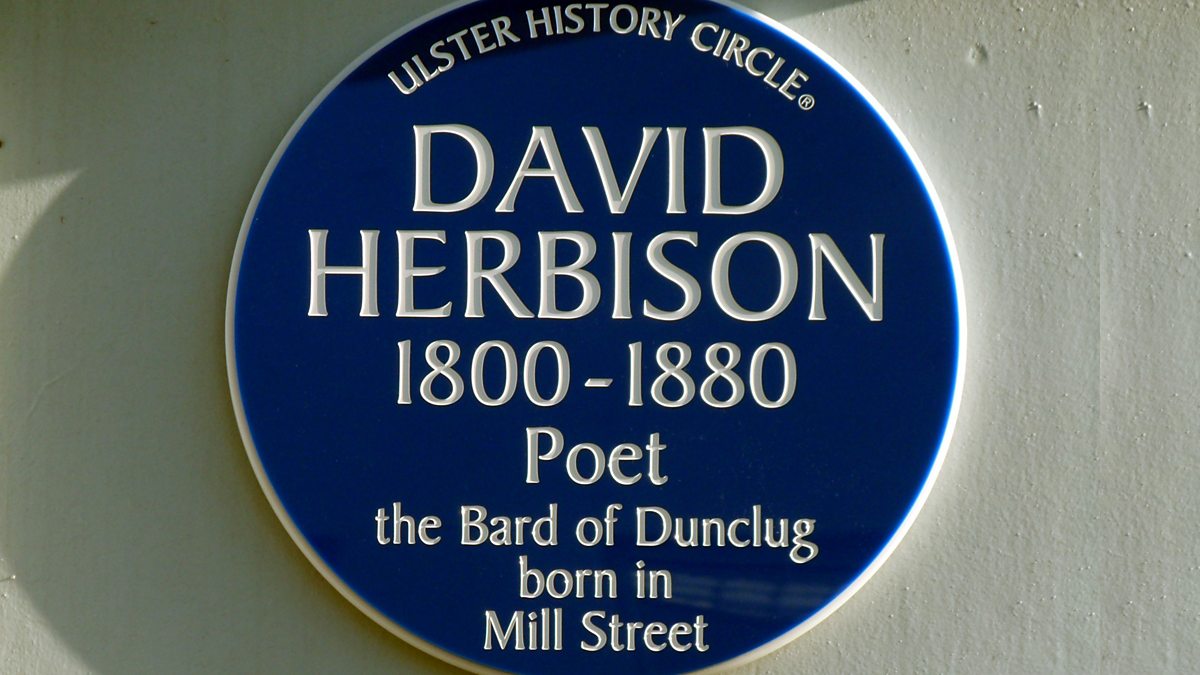 ULSTER HISTORY CIRCLE®
DAVID
HERBISON
1800-1880
Poet
the Bard of Dunclug
born in
Mill Street